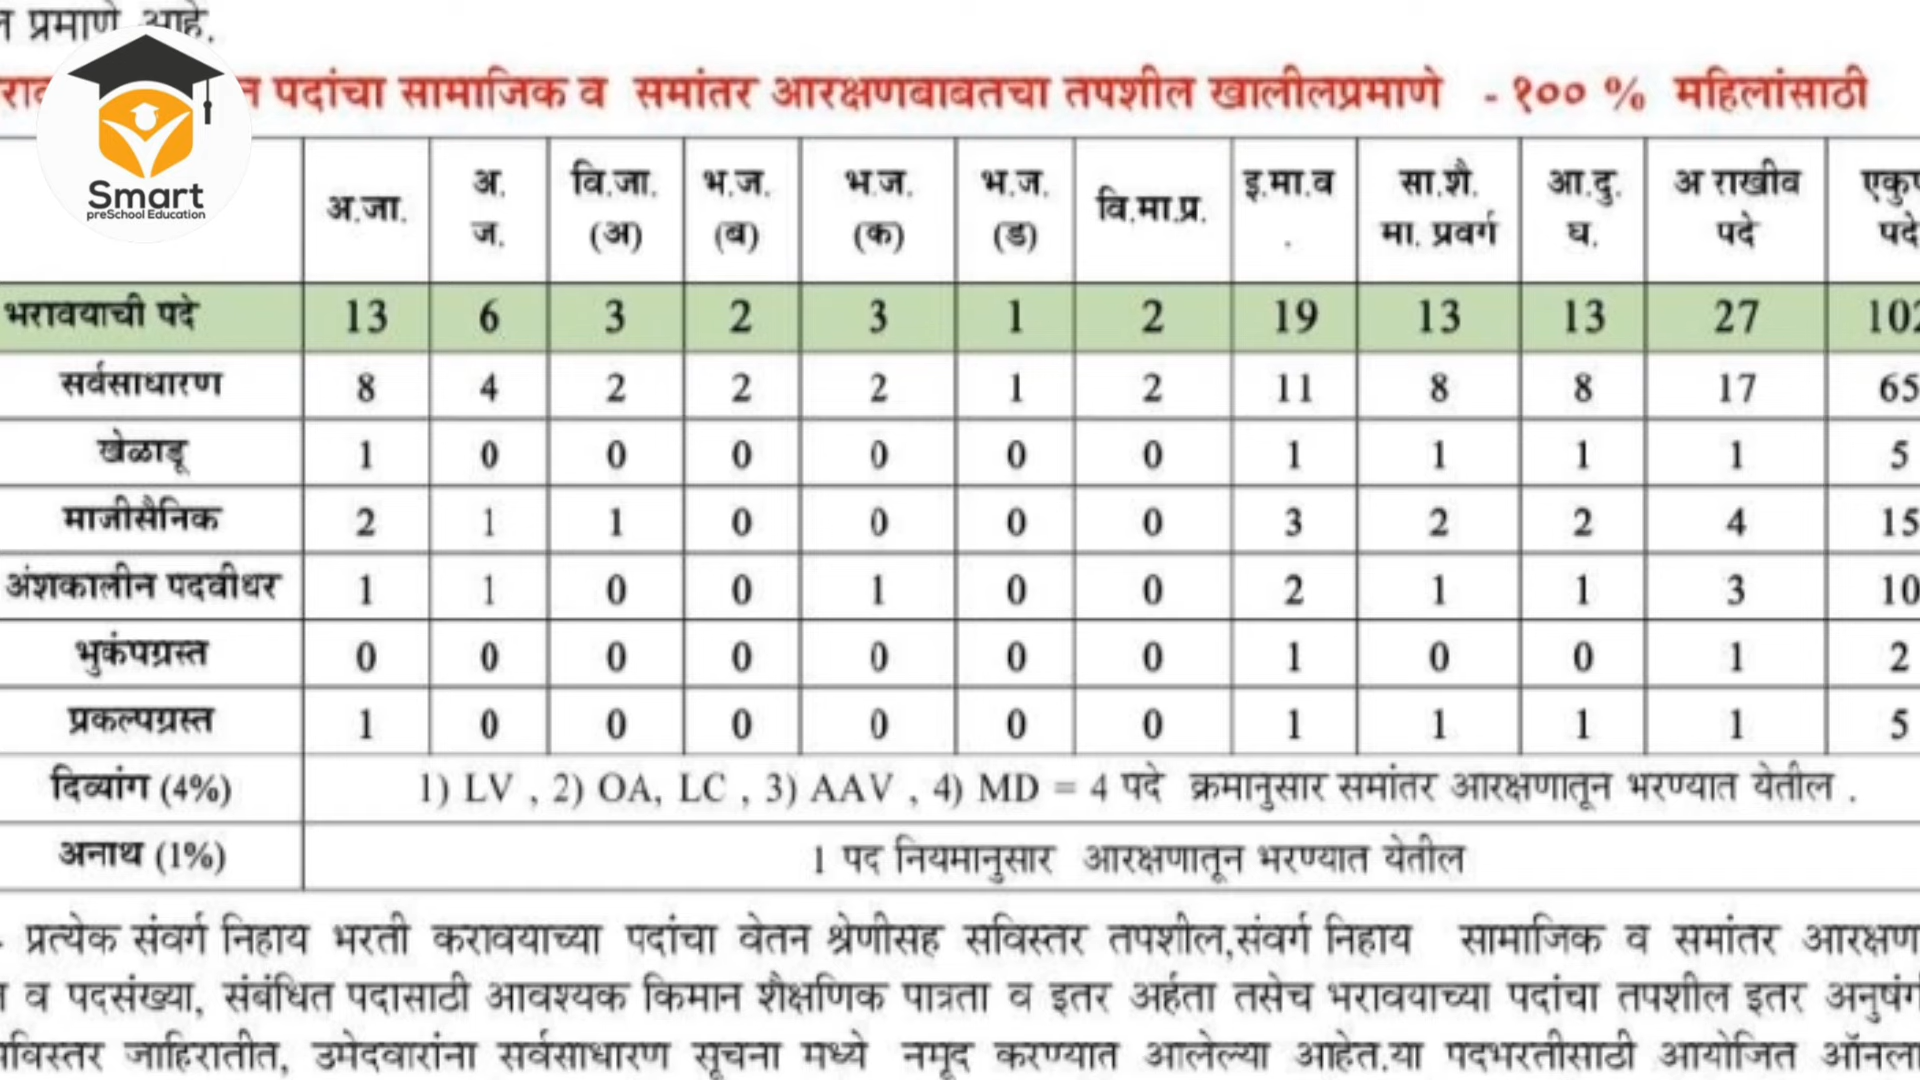 प्रमाणे आहे.
पदांचा सामाजिक व समांतर आरक्षणबाबतचा तपशील खालीलप्रमाणे - १०० % महिलांसाठी
Smart
preSchool Education
अ.जा. अ. ज. वि.जा. (अ) भ.ज. (ब) भ.ज. (क) भ.ज. (ड) वि.मा.प्र. इ.मा.व . सा.शै. मा. प्रवर्ग आ.दु. घ. अ राखीव पदे पदे
भरावयाची पदे 13 6 3 2 3 1 2 19 13 13 27 102
सर्वसाधारण 8 4 2 2 2 1 2 11 8 8 17 65
खेळाडू 1 0 0 0 0 0 0 1 1 1 1 5
माजीसैनिक 2 1 1 0 0 0 0 3 2 2 4 15
अंशकालीन पदवीधर 1 1 0 0 1 0 0 2 1 1 3 10
भुकंपग्रस्त 0 0 0 0 0 0 0 1 0 0 1 2
प्रकल्पग्रस्त 1 0 0 0 0 0 0 1 1 1 1 5
दिव्यांग (4%) 1) LV , 2) OA, LC , 3) AAV , 4) MD = 4 पदे क्रमानुसार समांतर आरक्षणातून भरण्यात येतील .
अनाथ (1%) 1 पद नियमानुसार आरक्षणातून भरण्यात येतील
प्रत्येक संवर्ग निहाय भरती करावयाच्या पदांचा वेतन श्रेणीसह सविस्तर तपशील,संवर्ग निहाय सामाजिक व समांतर आरक्षण
व पदसंख्या, संबंधित पदासाठी आवश्यक किमान शैक्षणिक पात्रता व इतर अर्हता तसेच भरावयाच्या पदांचा तपशील इतर
जाहिरातीत, उमेदवारांना सर्वसाधारण सूचना मध्ये नमूद करण्यात आलेल्या आहेत.या पदभरतीसाठी आयोजित